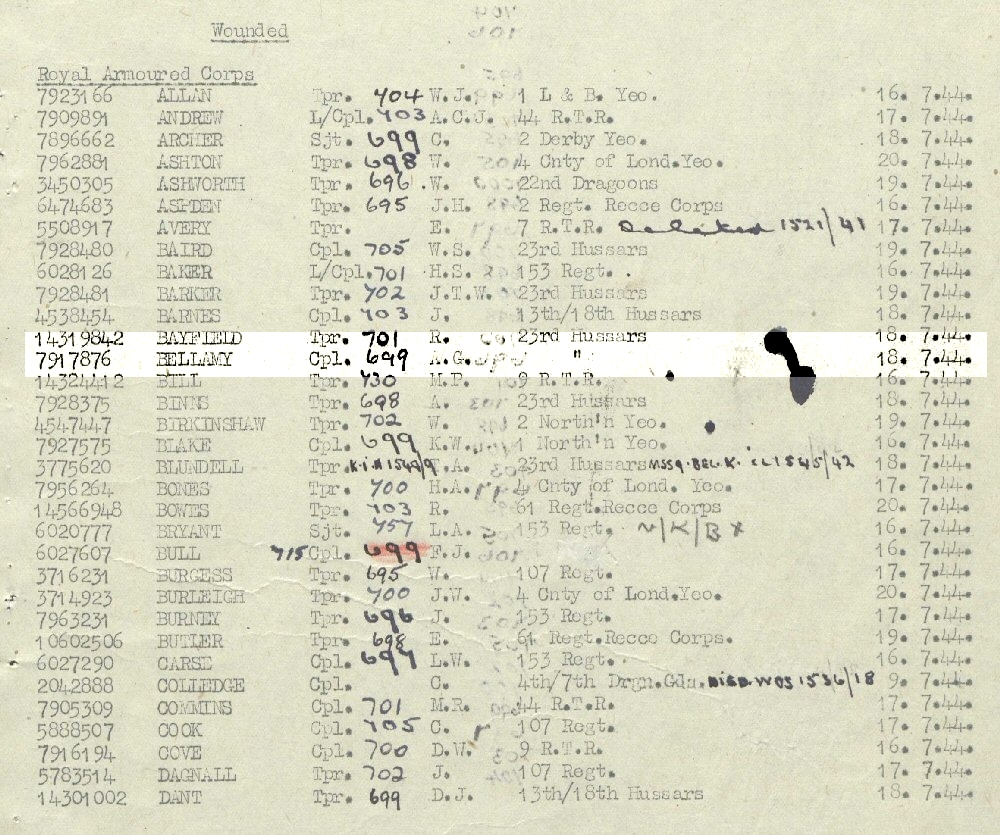 Wounded
Royal Armoured Corps
7923166 ALLAN Tpr. 704 W.J. 1 L & B. Yeo. 16. 7.44.
7909891 ANDREW L/Cpl. 703 A.C.J. 44 R.T.R. 17. 7.44.
7896662 ARCHER Sjt. 699 C. 2 Derby Yeo. 18. 7.44.
7962881 ASHTON Tpr. 698 W. 4 Cnty of Lond.Yeo. 20. 7.44.
3450305 ASHWORTH Tpr. 696 W. 22nd Dragoons 19. 7.44.
6474683 ASPDEN Tpr. 695 J.H. 2 Regt. Recce Corps 16. 7.44.
5508917 AVERY Tpr. E. 7 R.T.R. Deleted 1521/41 17. 7.44.
7928480 BAIRD Cpl. 705 W.S. 23rd Hussars 19. 7.44.
6028126 BAKER L/Cpl. 701 H.S. 153 Regt. 16. 7.44.
7928481 BARKER Tpr. 702 J.T.W. 23rd Hussars 19. 7.44.
4538454 BARNES Cpl. 703 J. 13th/18th Hussars 18. 7.44.
14319842 BAYFIELD Tpr. 701 R. 23rd Hussars 18. 7.44.
7917876 BELLAMY Cpl. 699 A.G. " 18. 7.44.
14324412 BILL Tpr. 730 M.P. 9 R.T.R. 16. 7.44.
7928375 BINNS Tpr. 698 A. 23rd Hussars 18. 7.44.
4547447 BIRKINSHAW Tpr. 702 W. 2 North'n Yeo. 19. 7.44.
7927575 BLAKE Cpl. 699 K.W. 1 North'n Yeo. 16. 7.44.
3775620 BLUNDELL Tpr. K.i.A 1549/9 F.A. 23rd Hussars MSSG.BEL.K. CL1545/42 18. 7.44.
7956264 BONES Tpr. 700 H.A. 4 Cnty of Lond. Yeo. 17. 7.44.
14566948 BOWES Tpr. 703 R. 61 Regt.Recce Corps 20. 7.44.
6020777 BRYANT Sjt. 757 L.A. 153 Regt. N/K/B x 16. 7.44.
6027607 BULL 715 Cpl. 699 F.J. 16. 7.44.
3716231 BURGESS Tpr. 695 W. 107 Regt. 17. 7.44.
3714923 BURLEIGH Tpr. 700 J.W. 4 Cnty of Lond.Yeo. 20. 7.44.
7963231 BURNEY Tpr. 696 J. 153 Regt. 17. 7.44.
10602506 BUTLER Tpr. 698 E. 61 Regt.Recce Corps. 19. 7.44.
6027290 CARSE Cpl. 697 L.W. 153 Regt. 16. 7.44.
2042888 COLLEDGE Cpl. C. 4th/7th Drgn.Gds. DIED.WDS 1536/18 9. 7.44.
7905309 COMMINS Cpl. 701 M.R. 44 R.T.R. 17. 7.44.
5888507 COOK Cpl. 705 C. 107 Regt. 17. 7.44.
7916194 COVE Cpl. 700 D.W. 9 R.T.R. 16. 7.44.
5783514 DAGNALL Tpr. 702 J. 107 Regt. 17. 7.44.
14301002 DANT Tpr. 699 D.J. 13th/18th Hussars 18. 7.44.